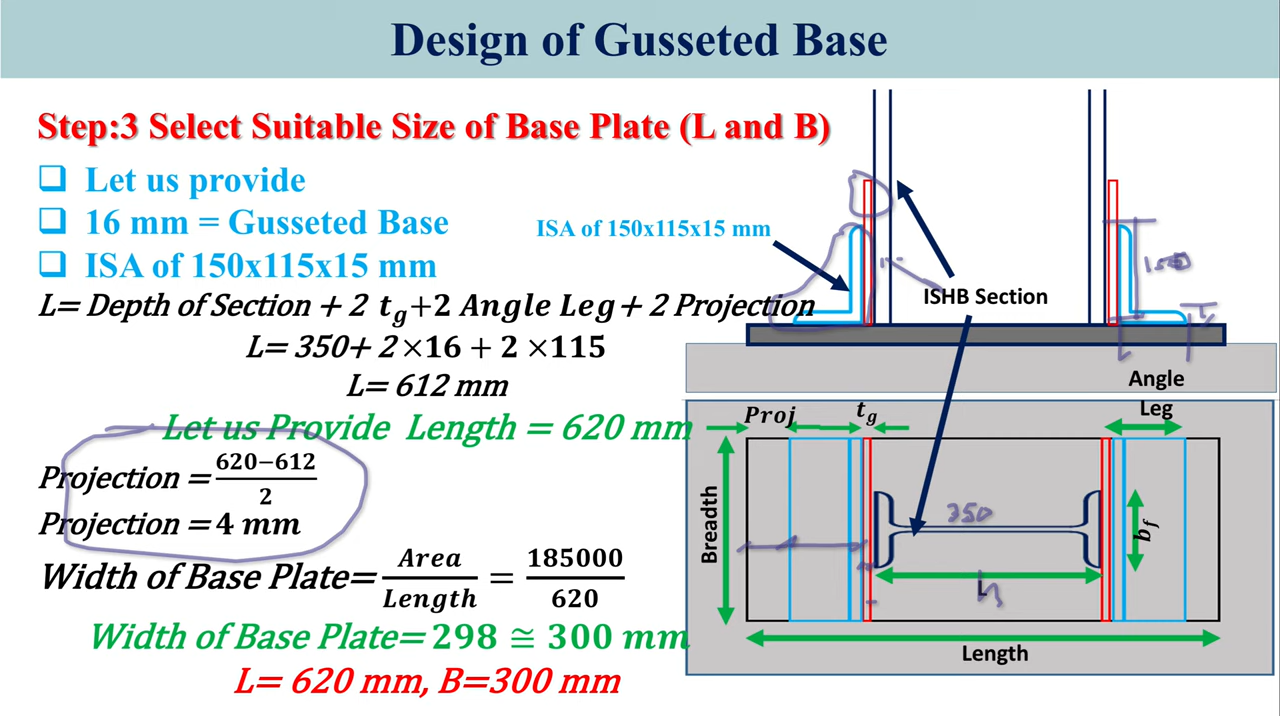 Design of Gusseted Base
Step:3 Select Suitable Size of Base Plate (L and B)
❑ Let us provide
❑ 16 mm = Gusseted Base
❑ ISA of 150x115x15 mm
L= Depth of Section + 2 t_g+2 Angle Leg+ 2 Projection
L= 350+ 2 ×16 + 2 ×115
L= 612 mm
Let us Provide Length = 620 mm
Projection = (620−612)/2
Projection = 4 mm
Width of Base Plate= Area/Length = 185000/620
Width of Base Plate= 298 ≅ 300 mm
L= 620 mm, B=300 mm
ISA of 150x115x15 mm
ISHB Section
Angle
Leg
Proj
t_g
Breadth
350
b_f
h
Length